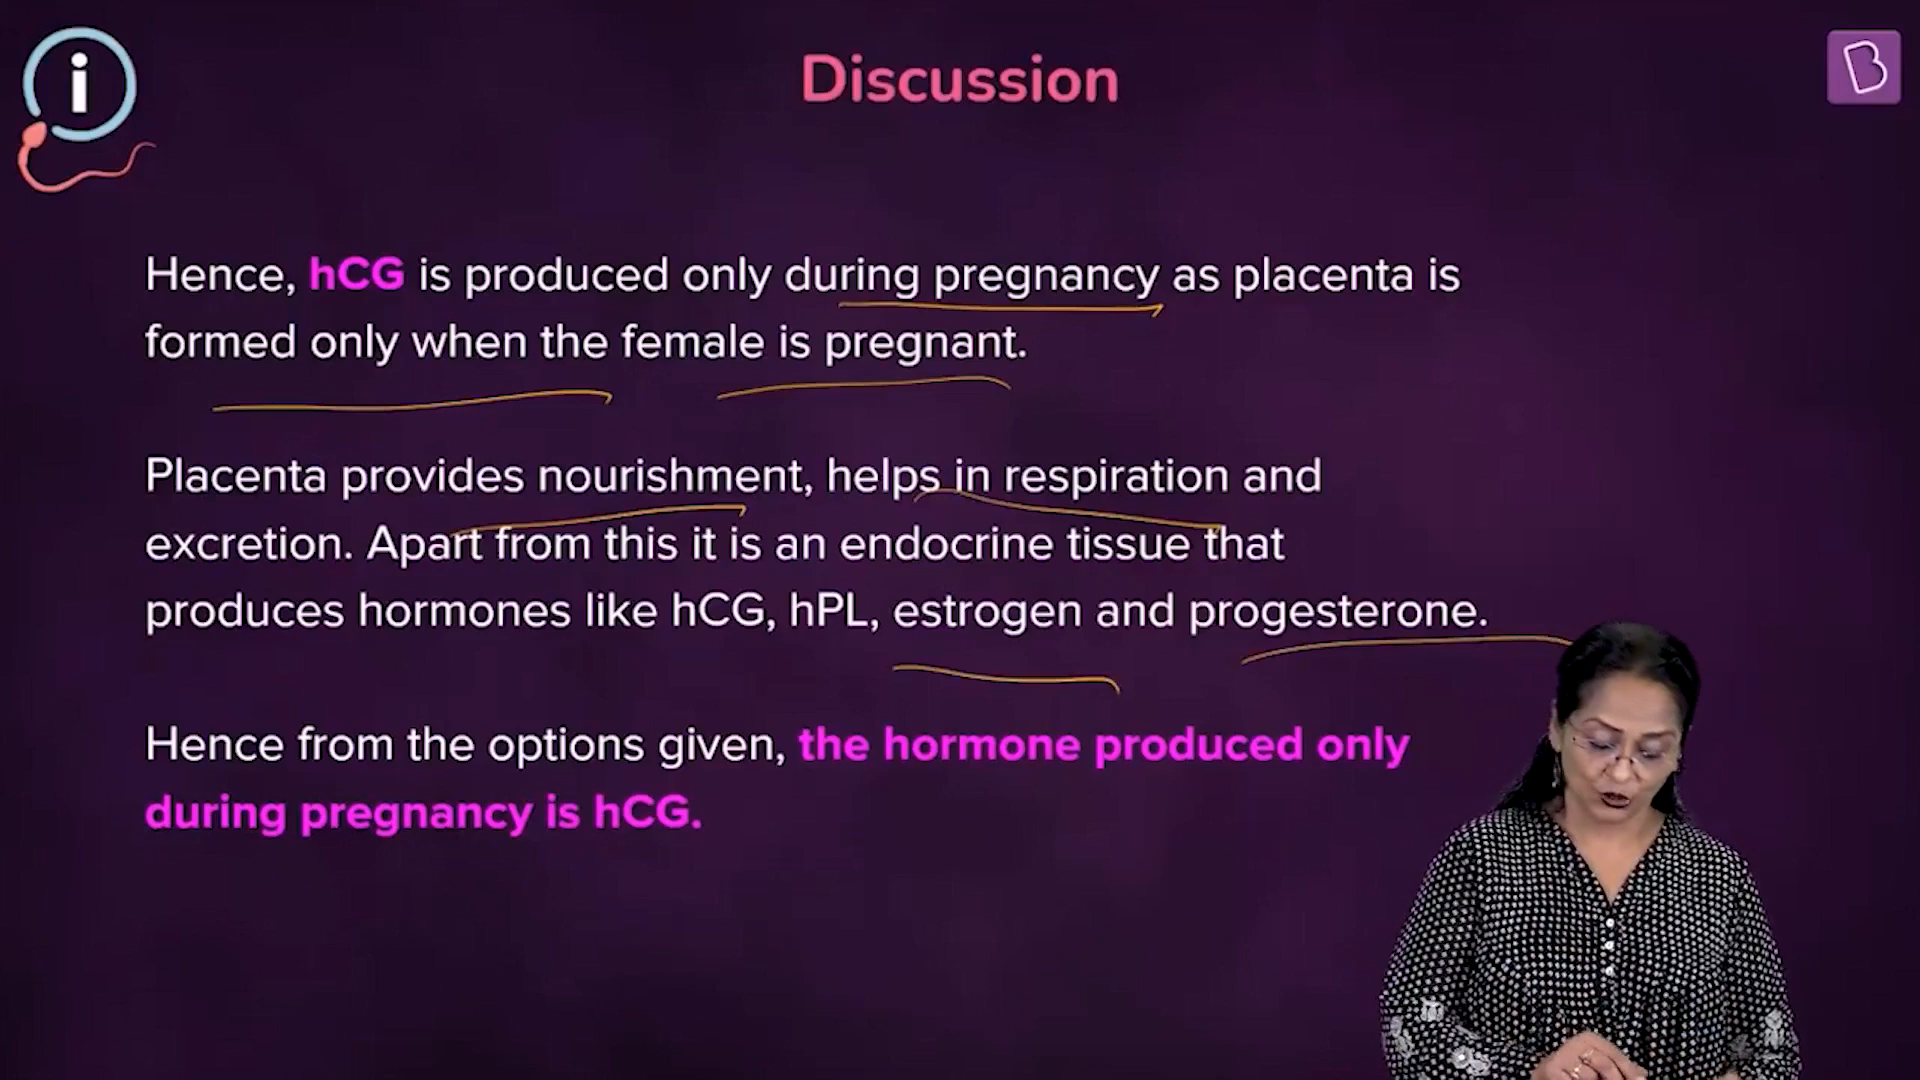 i
Discussion
B
Hence, hCG is produced only during pregnancy as placenta is
formed only when the female is pregnant.
Placenta provides nourishment, helps in respiration and
excretion. Apart from this it is an endocrine tissue that
produces hormones like hCG, hPL, estrogen and progesterone.
Hence from the options given, the hormone produced only
during pregnancy is hCG.